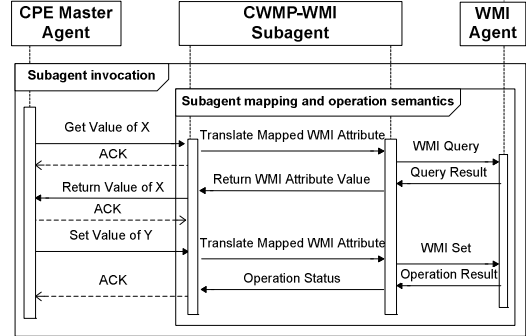 CPE Master
Agent
CWMP-WMI
Subagent
WMI
Agent
Subagent invocation
Subagent mapping and operation semantics
Get Value of X
Translate Mapped WMI Attribute
WMI Query
ACK
Query Result
Return Value of X
Return WMI Attribute Value
ACK
Set Value of Y
Translate Mapped WMI Attribute
WMI Set
ACK
Operation Status
Operation Result